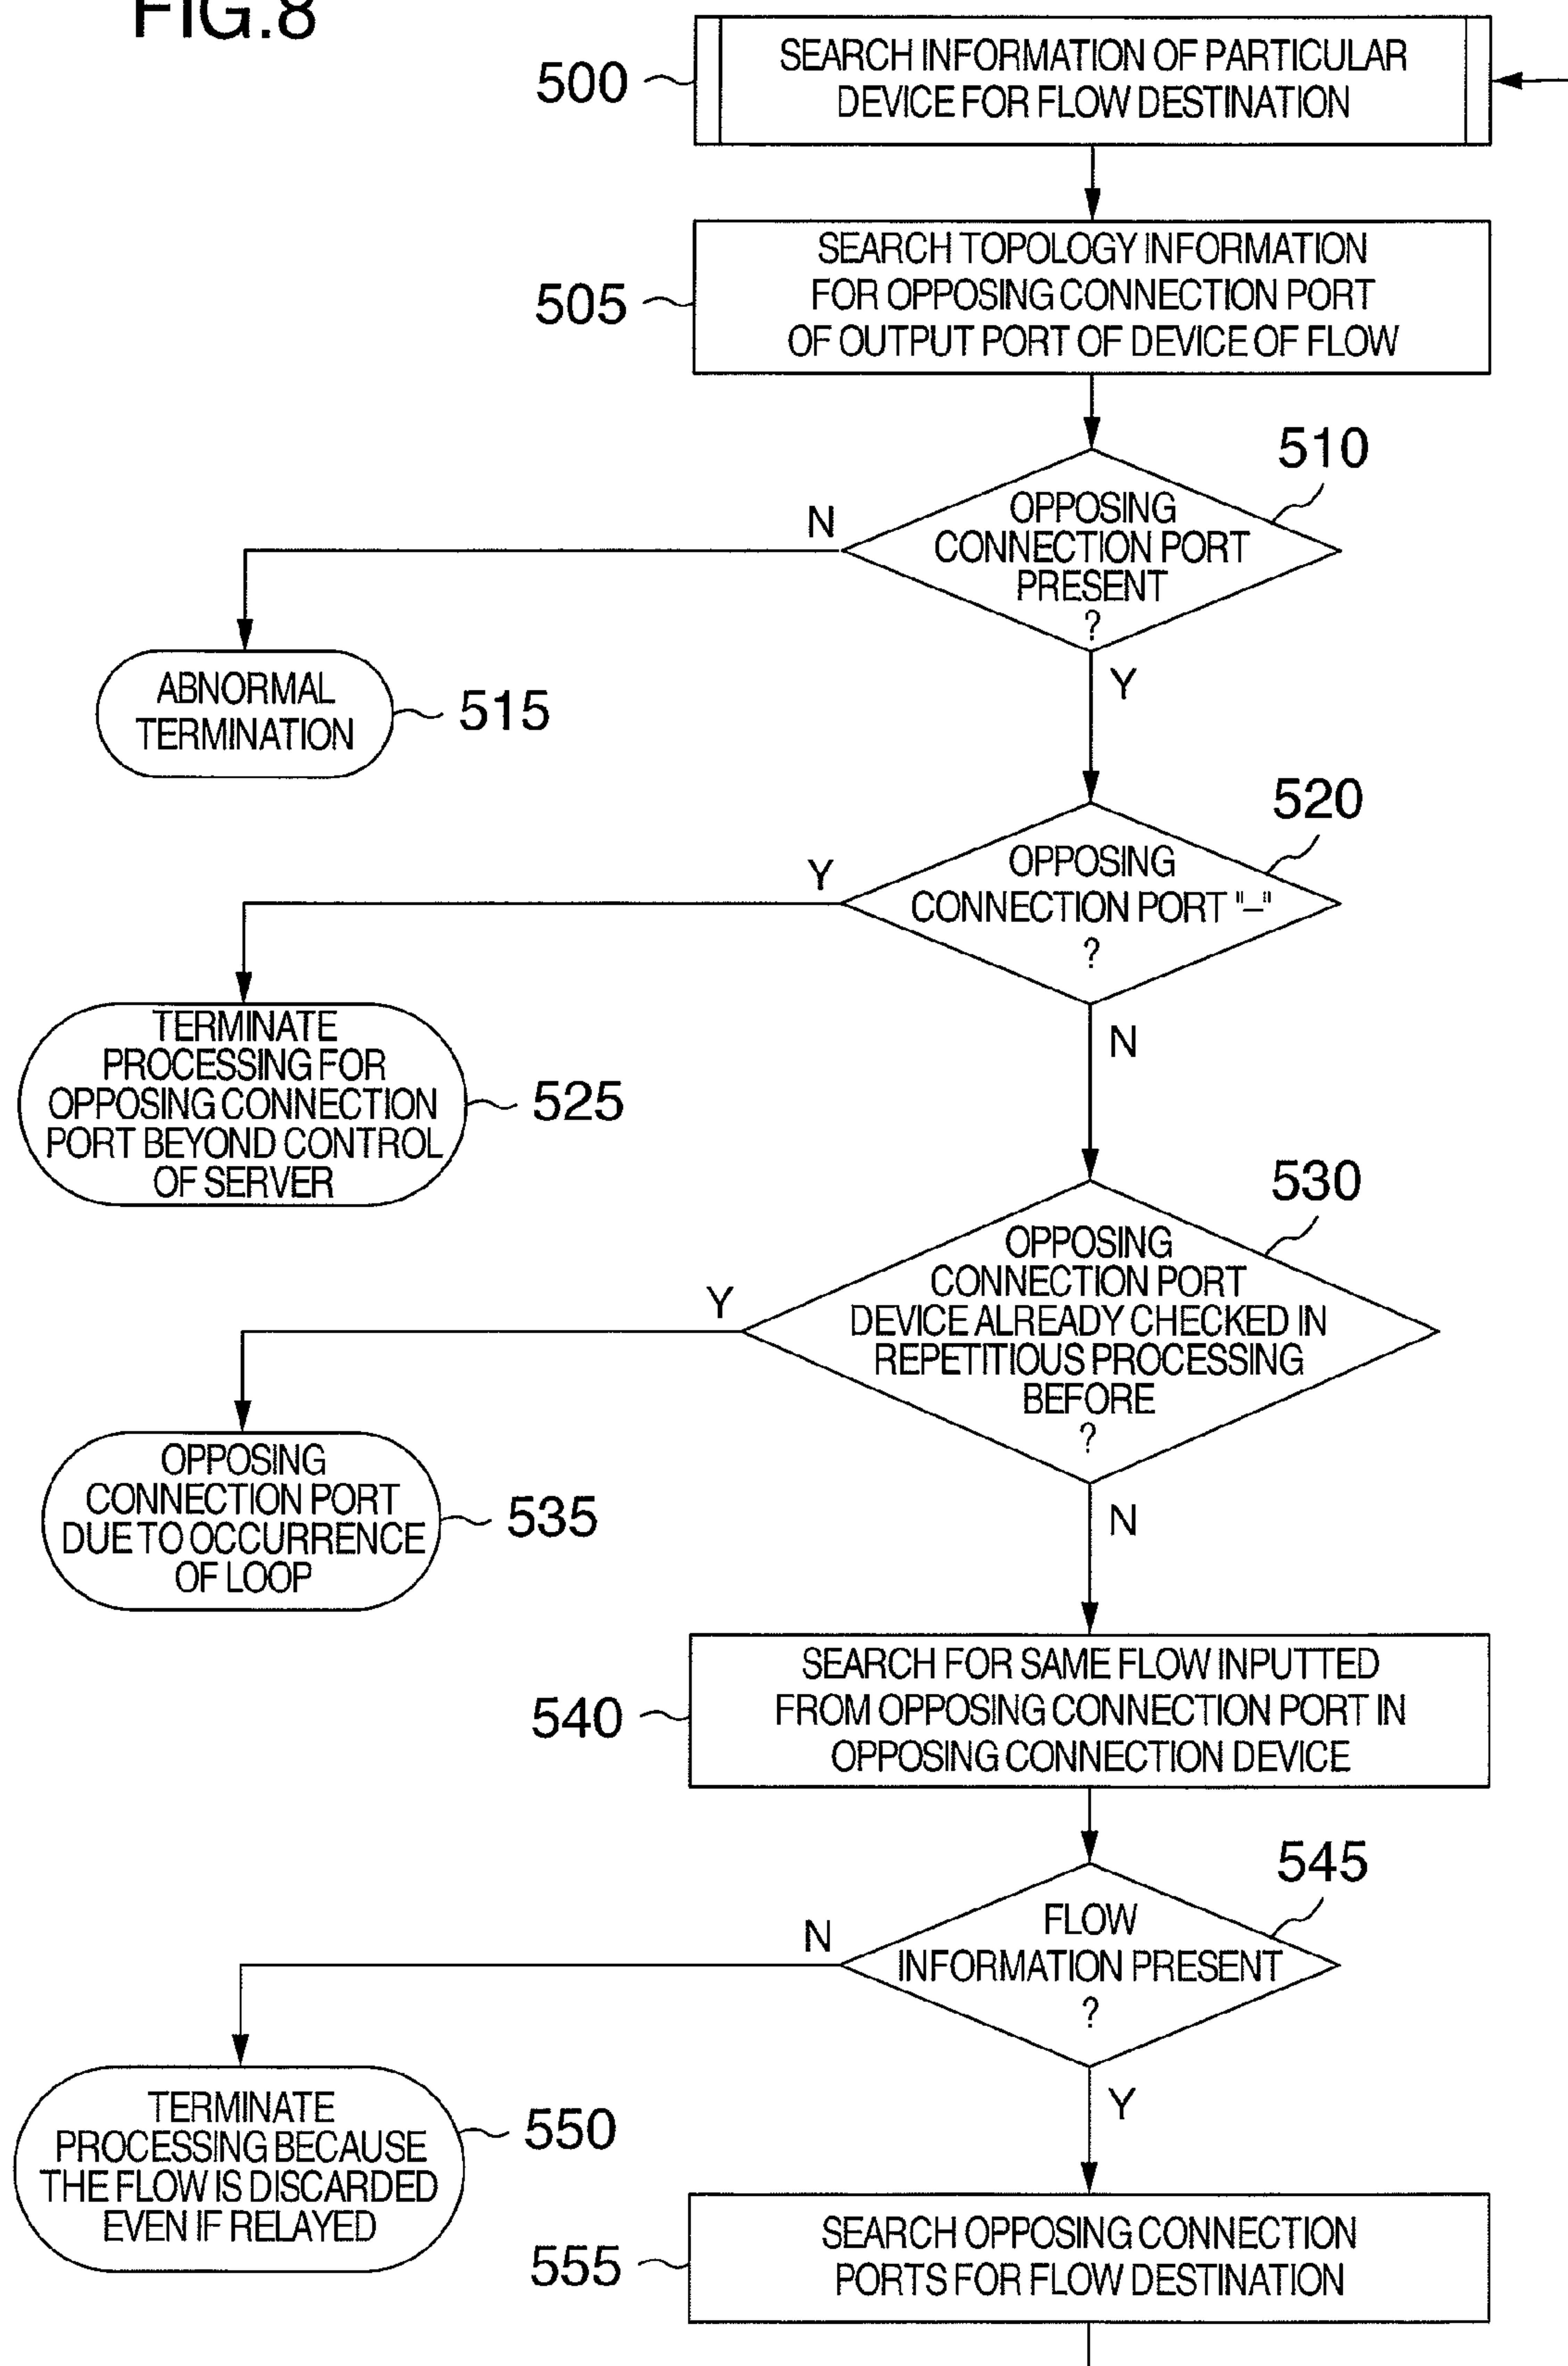 FIG.8
500
SEARCH INFORMATION OF PARTICULAR
DEVICE FOR FLOW DESTINATION
505
SEARCH TOPOLOGY INFORMATION
FOR OPPOSING CONNECTION PORT
OF OUTPUT PORT OF DEVICE OF FLOW
510
OPPOSING
CONNECTION PORT
PRESENT
?
N
Y
ABNORMAL
TERMINATION
515
520
OPPOSING
CONNECTION PORT "–"
?
Y
N
TERMINATE
PROCESSING FOR
OPPOSING CONNECTION
PORT BEYOND CONTROL
OF SERVER
525
530
OPPOSING
CONNECTION PORT
DEVICE ALREADY CHECKED IN
REPETITIOUS PROCESSING
BEFORE
?
Y
N
OPPOSING
CONNECTION PORT
DUE TO OCCURRENCE
OF LOOP
535
540
SEARCH FOR SAME FLOW INPUTTED
FROM OPPOSING CONNECTION PORT IN
OPPOSING CONNECTION DEVICE
545
FLOW
INFORMATION PRESENT
?
N
Y
TERMINATE
PROCESSING BECAUSE
THE FLOW IS DISCARDED
EVEN IF RELAYED
550
555
SEARCH OPPOSING CONNECTION
PORTS FOR FLOW DESTINATION